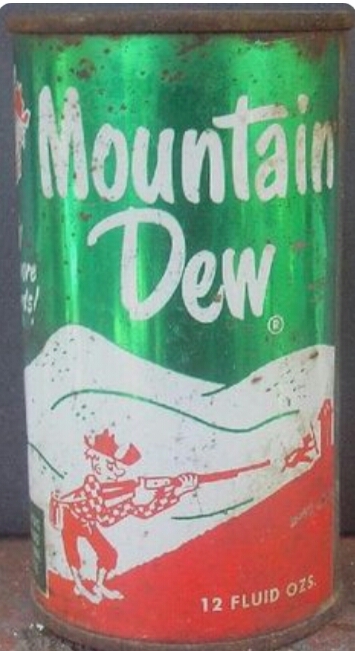 Mountain
Dew
®
12 FLUID OZS.